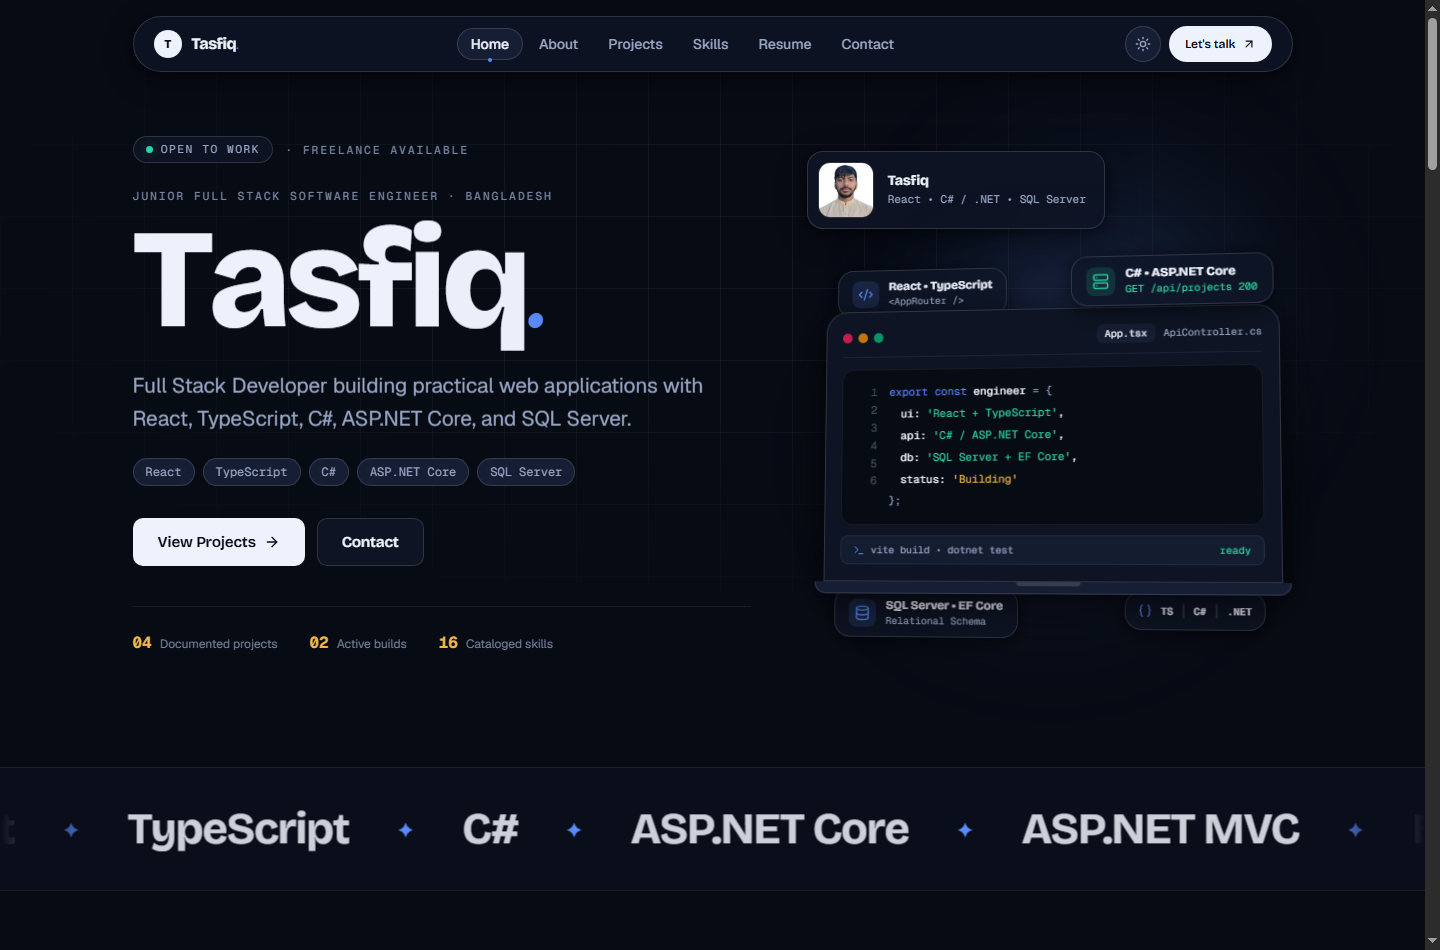 T Tasfiq.
Home About Projects Skills Resume Contact
Let's talk
OPEN TO WORK · FREELANCE AVAILABLE
JUNIOR FULL STACK SOFTWARE ENGINEER · BANGLADESH
Tasfiq.
Full Stack Developer building practical web applications with
React, TypeScript, C#, ASP.NET Core, and SQL Server.
React TypeScript C# ASP.NET Core SQL Server
View Projects → Contact
04 Documented projects 02 Active builds 16 Cataloged skills
Tasfiq
React • C# / .NET • SQL Server
React • TypeScript
<AppRouter />
C# • ASP.NET Core
GET /api/projects 200
App.tsx ApiController.cs
1 export const engineer = {
2 ui: 'React + TypeScript',
3 api: 'C# / ASP.NET Core',
4 db: 'SQL Server + EF Core',
5 status: 'Building'
6 };
>_ vite build • dotnet test ready
SQL Server • EF Core
Relational Schema
{} TS | C# | .NET
TypeScript ✦ C# ✦ ASP.NET Core ✦ ASP.NET MVC ✦